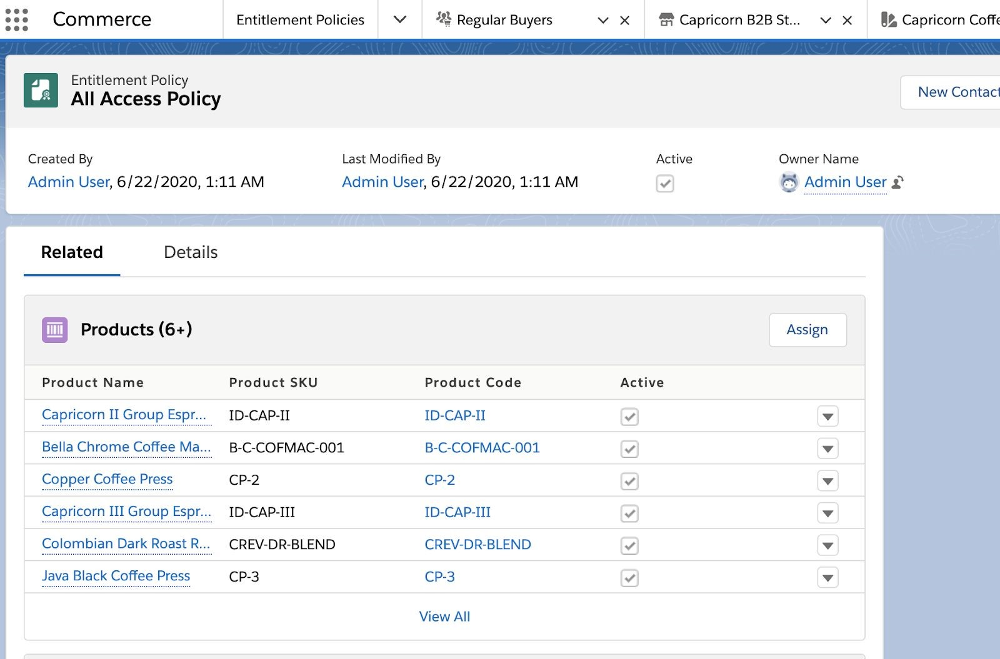 Commerce
Entitlement Policies
Regular Buyers
Capricorn B2B St...
Capricorn Coffe
Entitlement Policy
All Access Policy
New Contact
Created By
Last Modified By
Active
Owner Name
Admin User, 6/22/2020, 1:11 AM
Admin User, 6/22/2020, 1:11 AM
Admin User
Related
Details
Products (6+)
Assign
Product Name
Product SKU
Product Code
Active
Capricorn II Group Espr...
ID-CAP-II
ID-CAP-II
Bella Chrome Coffee Ma...
B-C-COFMAC-001
B-C-COFMAC-001
Copper Coffee Press
CP-2
CP-2
Capricorn III Group Espr...
ID-CAP-III
ID-CAP-III
Colombian Dark Roast R...
CREV-DR-BLEND
CREV-DR-BLEND
Java Black Coffee Press
CP-3
CP-3
View All